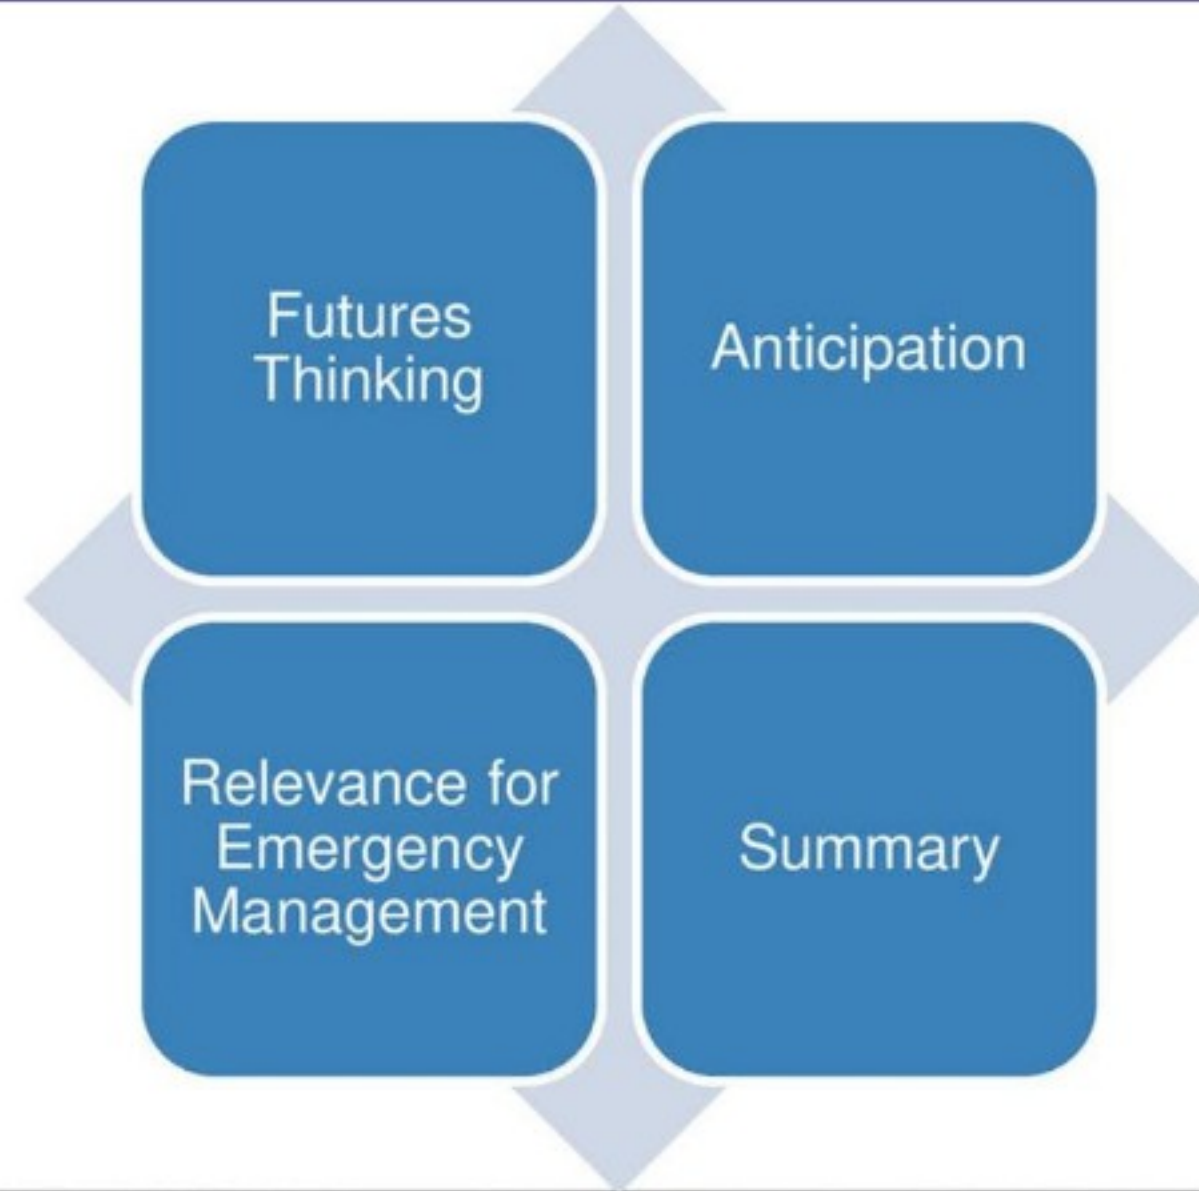 Futures
Thinking
Anticipation
Relevance for
Emergency
Management
Summary